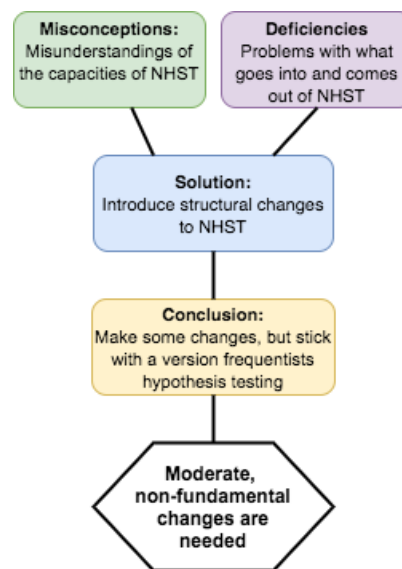 Misconceptions:
Misunderstandings of
the capacities of NHST
Deficiencies
Problems with what
goes into and comes
out of NHST
Solution:
Introduce structural changes
to NHST
Conclusion:
Make some changes, but stick
with a version frequentists
hypothesis testing
Moderate,
non-fundamental
changes are
needed